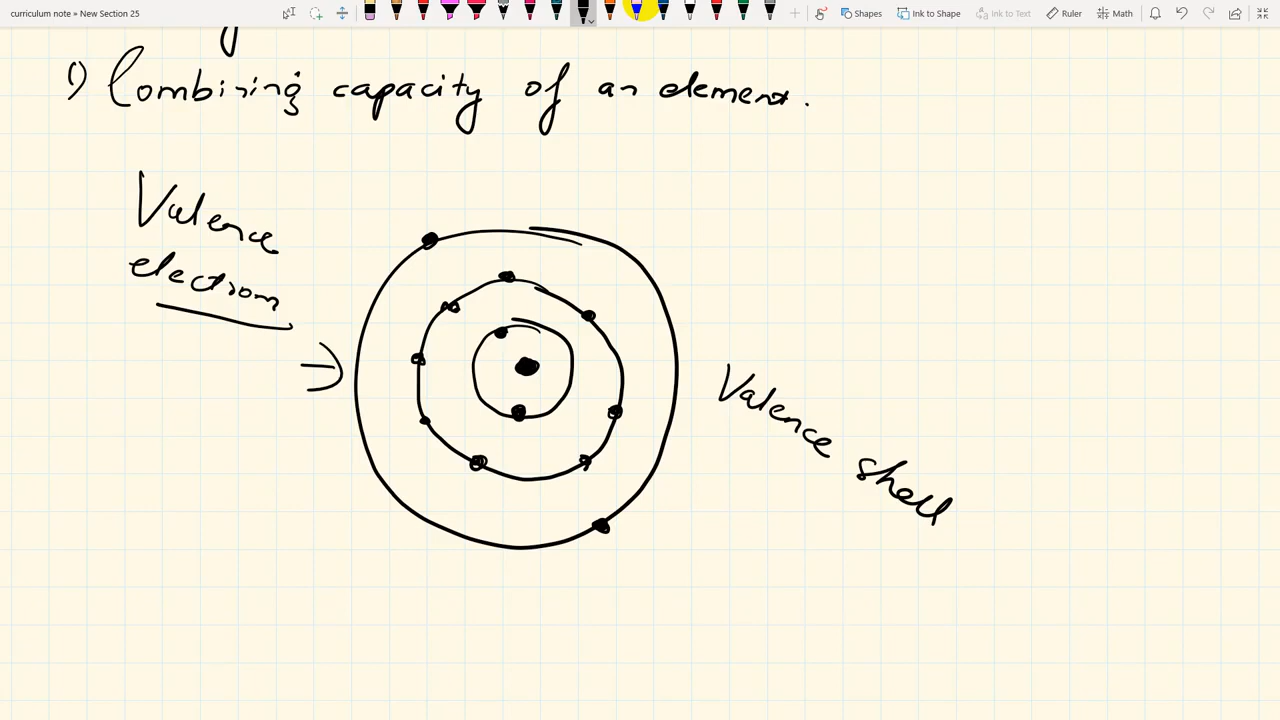 curriculum note » New Section 25
Shapes
Ink to Shape
Ink to Text
Ruler
Math
1) Combining capacity of an element.
Valence
electrom
Valence shell